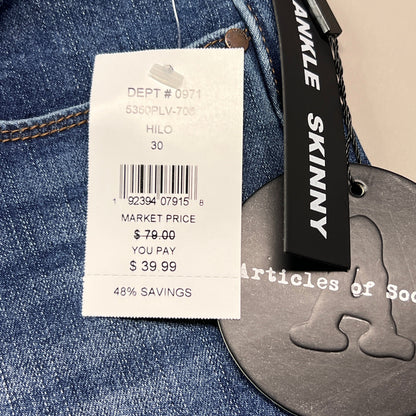 DEPT # 0971
5350PLV-706
HILO
30
1 92394 07915 8
MARKET PRICE
$ 79.00
YOU PAY
$ 39.99
48% SAVINGS
ANKLE SKINNY
Articles of Soc
A